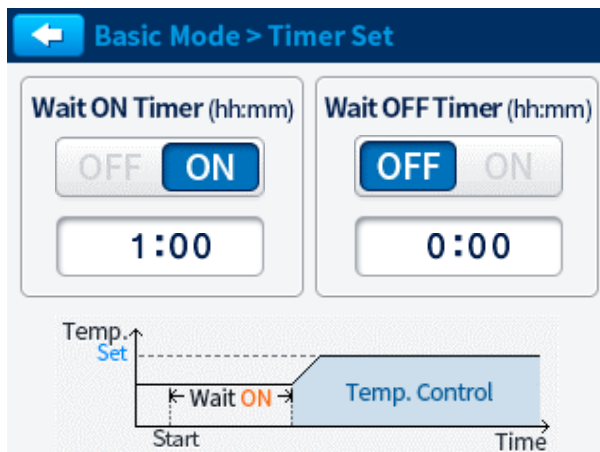 Basic Mode > Timer Set
Wait ON Timer (hh:mm)
OFF ON
1:00
Wait OFF Timer (hh:mm)
OFF ON
0:00
Temp.
Set
Wait ON
Temp. Control
Start
Time